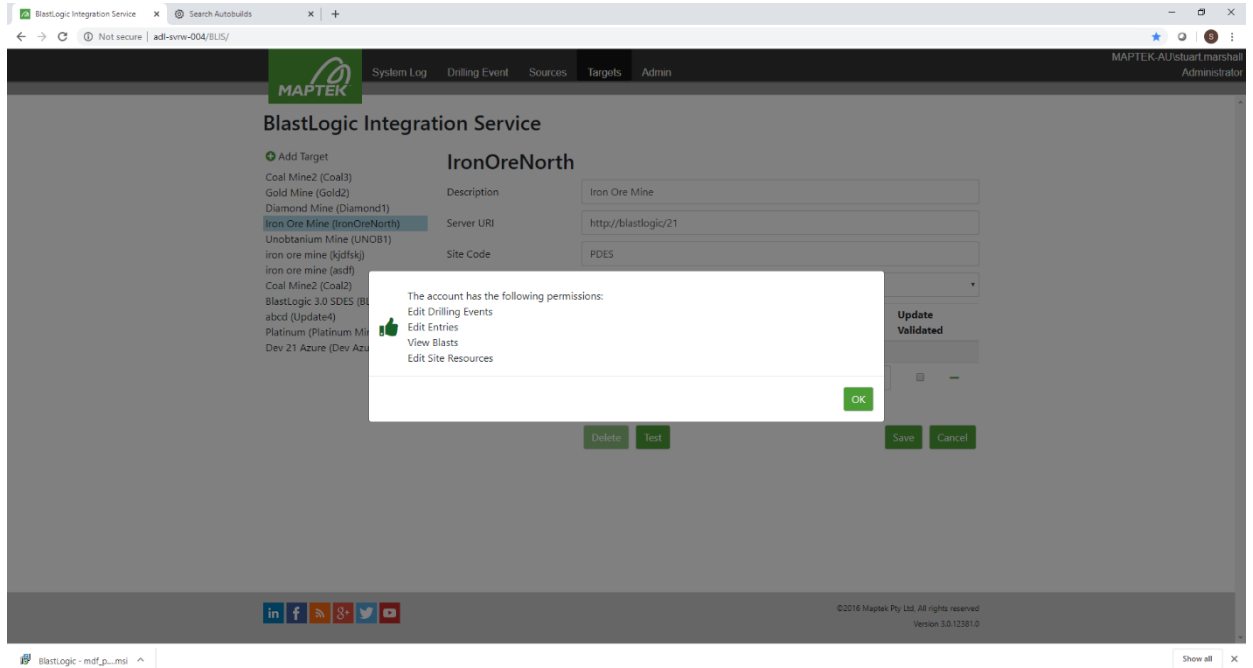 BlastLogic Integration Service
Search Autobuilds
Not secure | adl-svrw-004/BLIS/
S
MAPTEK
System Log
Drilling Event
Sources
Targets
Admin
MAPTEK-AU\stuart.marshall
Administrator
BlastLogic Integration Service
Add Target
Coal Mine2 (Coal3)
Gold Mine (Gold2)
Diamond Mine (Diamond1)
Iron Ore Mine (IronOreNorth)
Unobtanium Mine (UNOB1)
iron ore mine (kjdfskj)
iron ore mine (asdf)
Coal Mine2 (Coal2)
BlastLogic 3.0 SDES (BL
abcd (Update4)
Platinum (Platinum Mi
Dev 21 Azure (Dev Azu
IronOreNorth
Description
Iron Ore Mine
Server URI
http://blastlogic/21
Site Code
PDES
Update
Validated
The account has the following permissions:
Edit Drilling Events
Edit Entries
View Blasts
Edit Site Resources
OK
Delete
Test
Save
Cancel
in
f
g+
©2016 Maptek Pty Ltd, All rights reserved
Version 3.0.12381.0
BlastLogic - mdf_p....msi
Show all